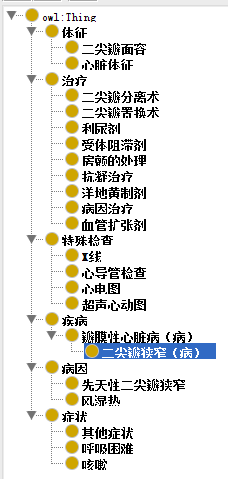 owl:Thing
体征
二尖瓣面容
心脏体征
治疗
二尖瓣分离术
二尖瓣置换术
利尿剂
受体阻滞剂
房颤的处理
抗凝治疗
洋地黄制剂
病因治疗
血管扩张剂
特殊检查
X线
心导管检查
心电图
超声心动图
疾病
瓣膜性心脏病（病）
二尖瓣狭窄（病）
病因
先天性二尖瓣狭窄
风湿热
症状
其他症状
呼吸困难
咳嗽